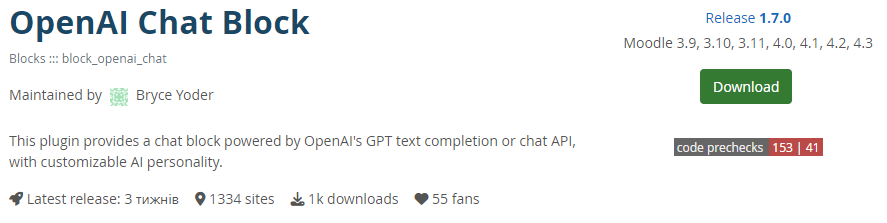 OpenAI Chat Block
Blocks ::: block_openai_chat
Maintained by Bryce Yoder
This plugin provides a chat block powered by OpenAI's GPT text completion or chat API,
with customizable AI personality.
Latest release: 3 тижнів 1334 sites 1k downloads 55 fans
Release 1.7.0
Moodle 3.9, 3.10, 3.11, 4.0, 4.1, 4.2, 4.3
Download
code prechecks 153 | 41